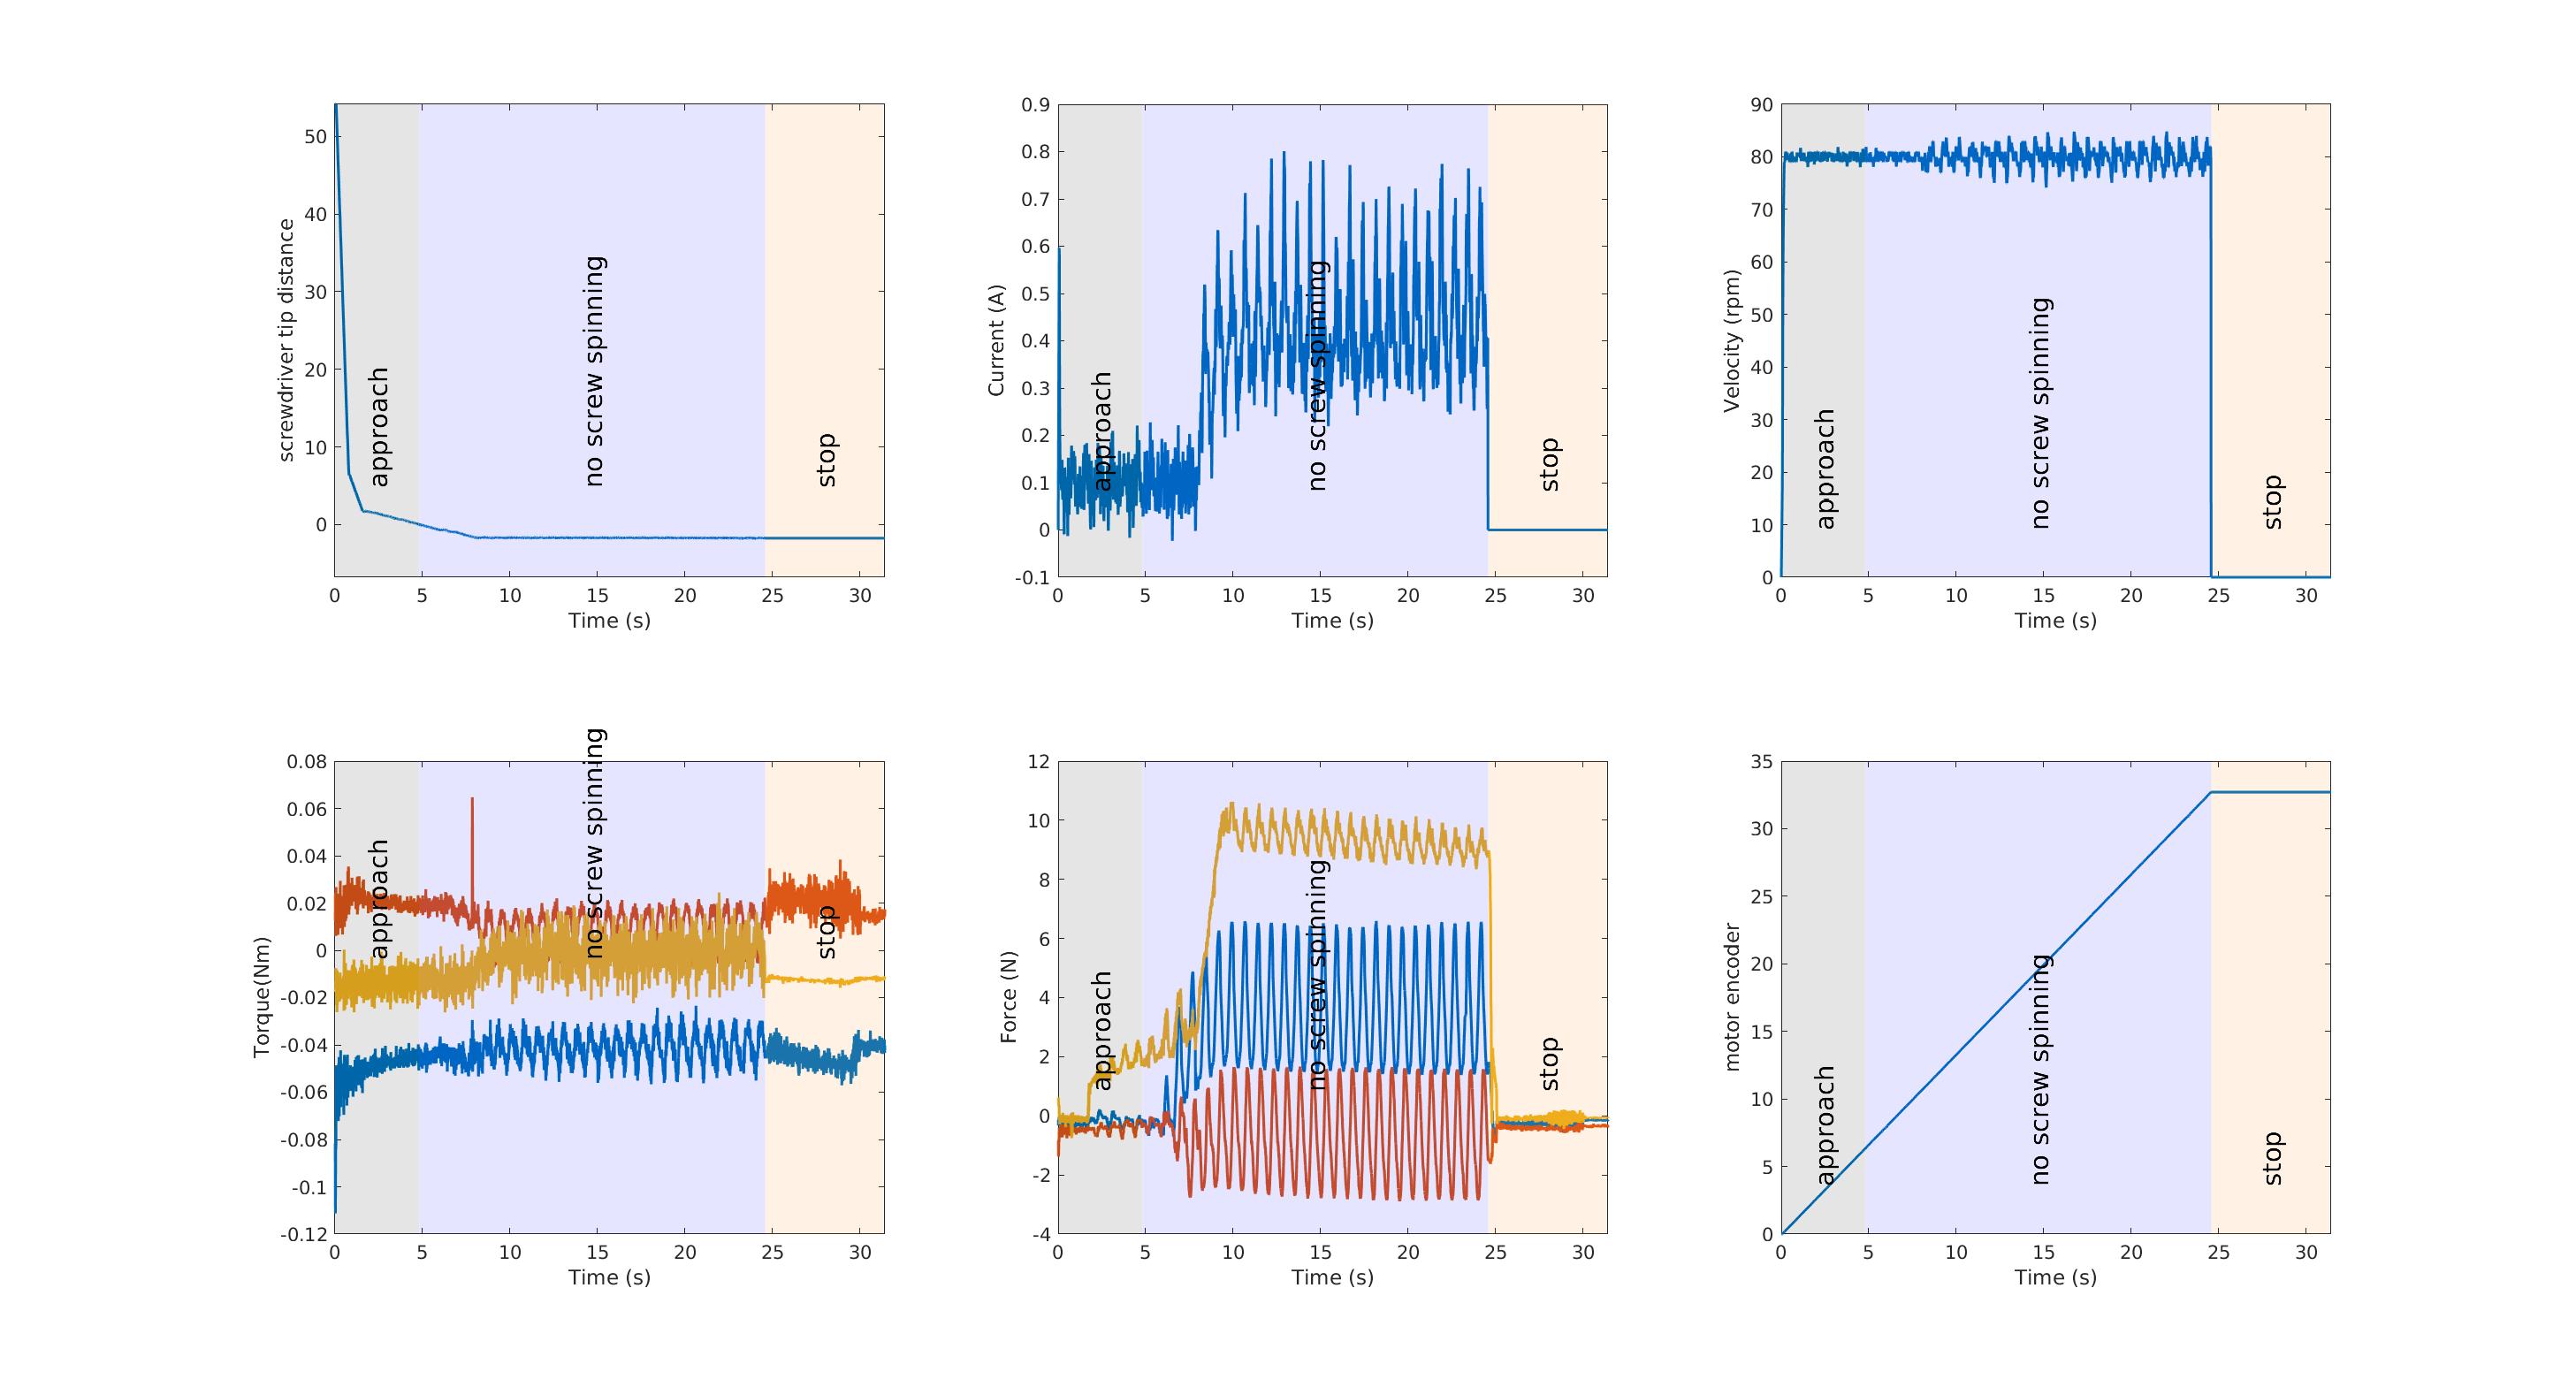 50
40
30
20
10
0
screwdriver tip distance
approach
no screw spinning
stop
0 5 10 15 20 25 30
Time (s)
0.9
0.8
0.7
0.6
0.5
0.4
0.3
0.2
0.1
0
-0.1
Current (A)
approach
no screw spinning
stop
0 5 10 15 20 25 30
Time (s)
90
80
70
60
50
40
30
20
10
0
Velocity (rpm)
approach
no screw spinning
stop
0 5 10 15 20 25 30
Time (s)
0.08
0.06
0.04
0.02
0
-0.02
-0.04
-0.06
-0.08
-0.1
-0.12
Torque(Nm)
approach
no screw spinning
stop
0 5 10 15 20 25 30
Time (s)
12
10
8
6
4
2
0
-2
-4
Force (N)
approach
no screw spinning
stop
0 5 10 15 20 25 30
Time (s)
35
30
25
20
15
10
5
0
motor encoder
approach
no screw spinning
stop
0 5 10 15 20 25 30
Time (s)